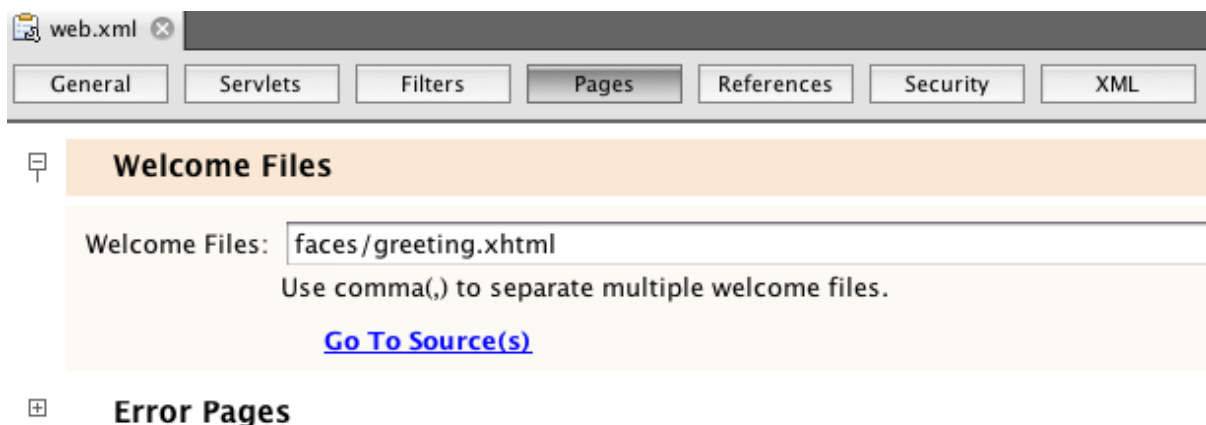 web.xml
General Servlets Filters Pages References Security XML
Welcome Files
Welcome Files: faces/greeting.xhtml
Use comma(,) to separate multiple welcome files.
Go To Source(s)
Error Pages